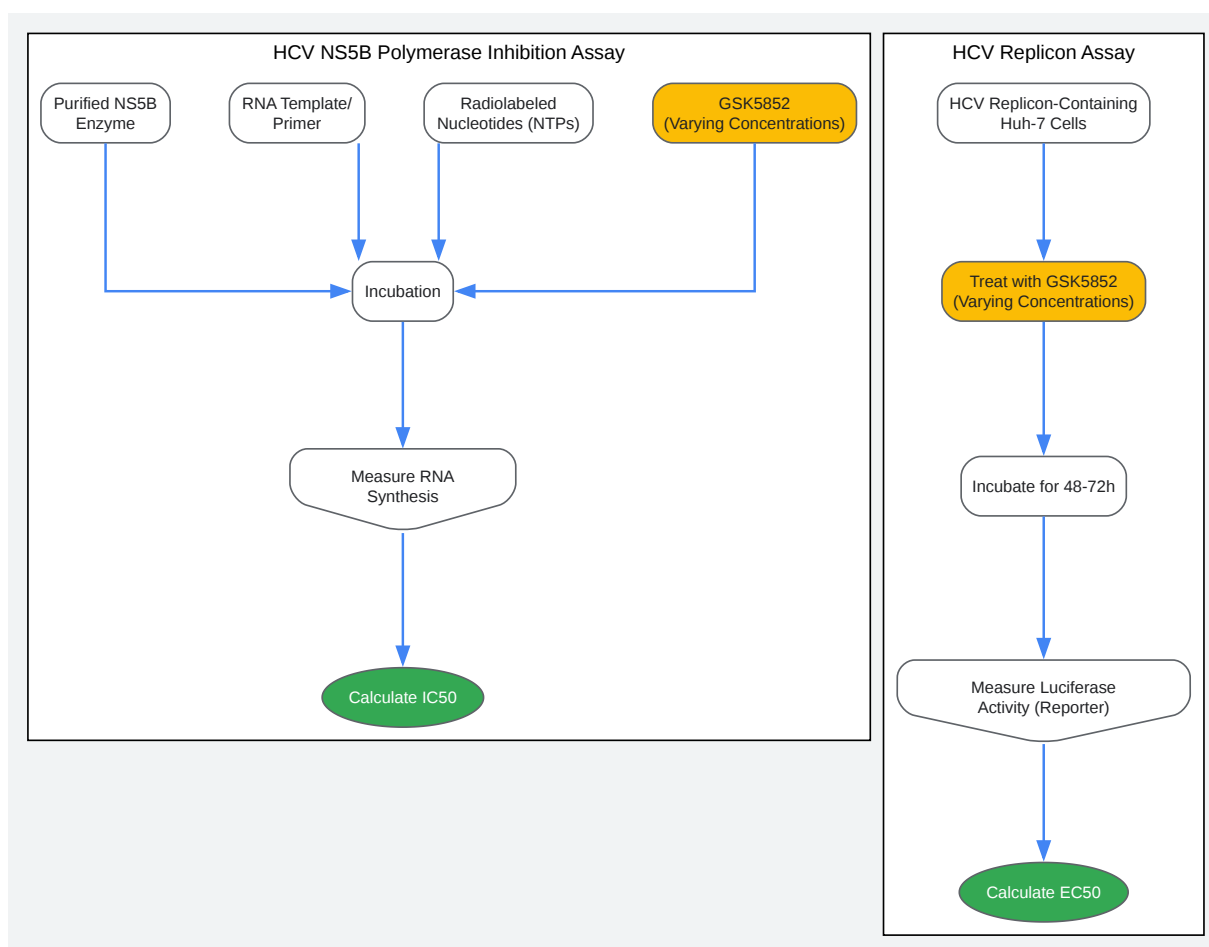 HCV NS5B Polymerase Inhibition Assay
Purified NS5B
Enzyme
RNA Template/
Primer
Radiolabeled
Nucleotides (NTPs)
GSK5852
(Varying Concentrations)
Incubation
Measure RNA
Synthesis
Calculate IC50
HCV Replicon Assay
HCV Replicon-Containing
Huh-7 Cells
Treat with GSK5852
(Varying Concentrations)
Incubate for 48-72h
Measure Luciferase
Activity (Reporter)
Calculate EC50